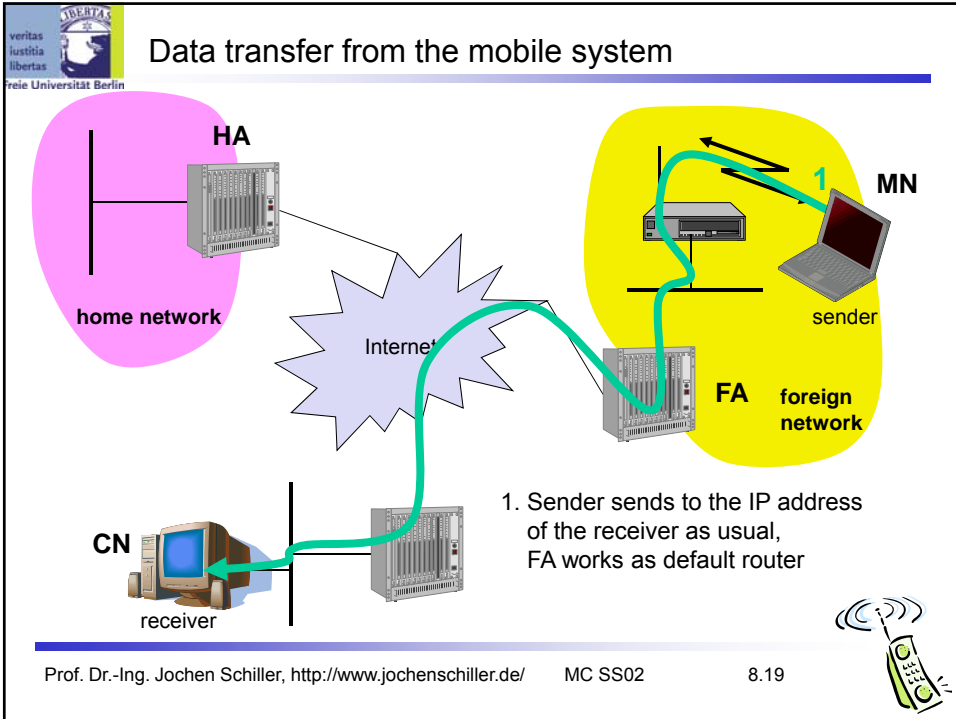 LIBERTAS
veritas
iustitia
libertas
Freie Universität Berlin
Data transfer from the mobile system
HA
home network
Internet
1
MN
sender
FA
foreign
network
CN
receiver
1. Sender sends to the IP address
of the receiver as usual,
FA works as default router
Prof. Dr.-Ing. Jochen Schiller, http://www.jochenschiller.de/ MC SS02 8.19